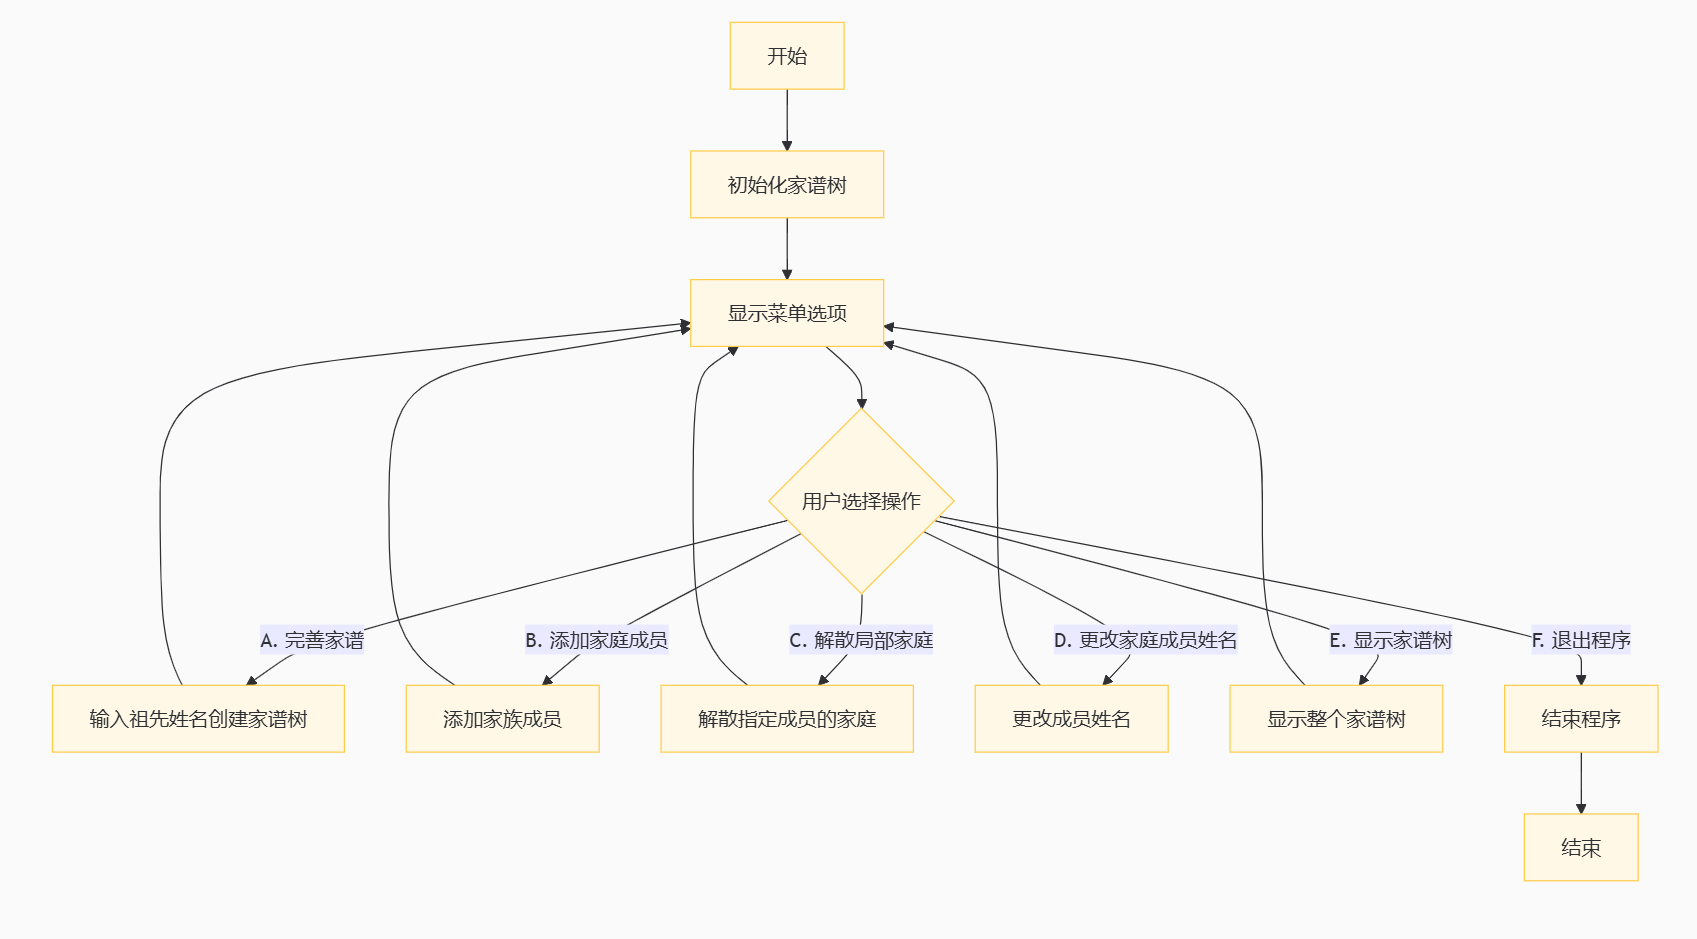 开始
初始化家谱树
显示菜单选项
用户选择操作
A. 完善家谱
B. 添加家庭成员
C. 解散局部家庭
D. 更改家庭成员姓名
E. 显示家谱树
F. 退出程序
输入祖先姓名创建家谱树
添加家族成员
解散指定成员的家庭
更改成员姓名
显示整个家谱树
结束程序
结束